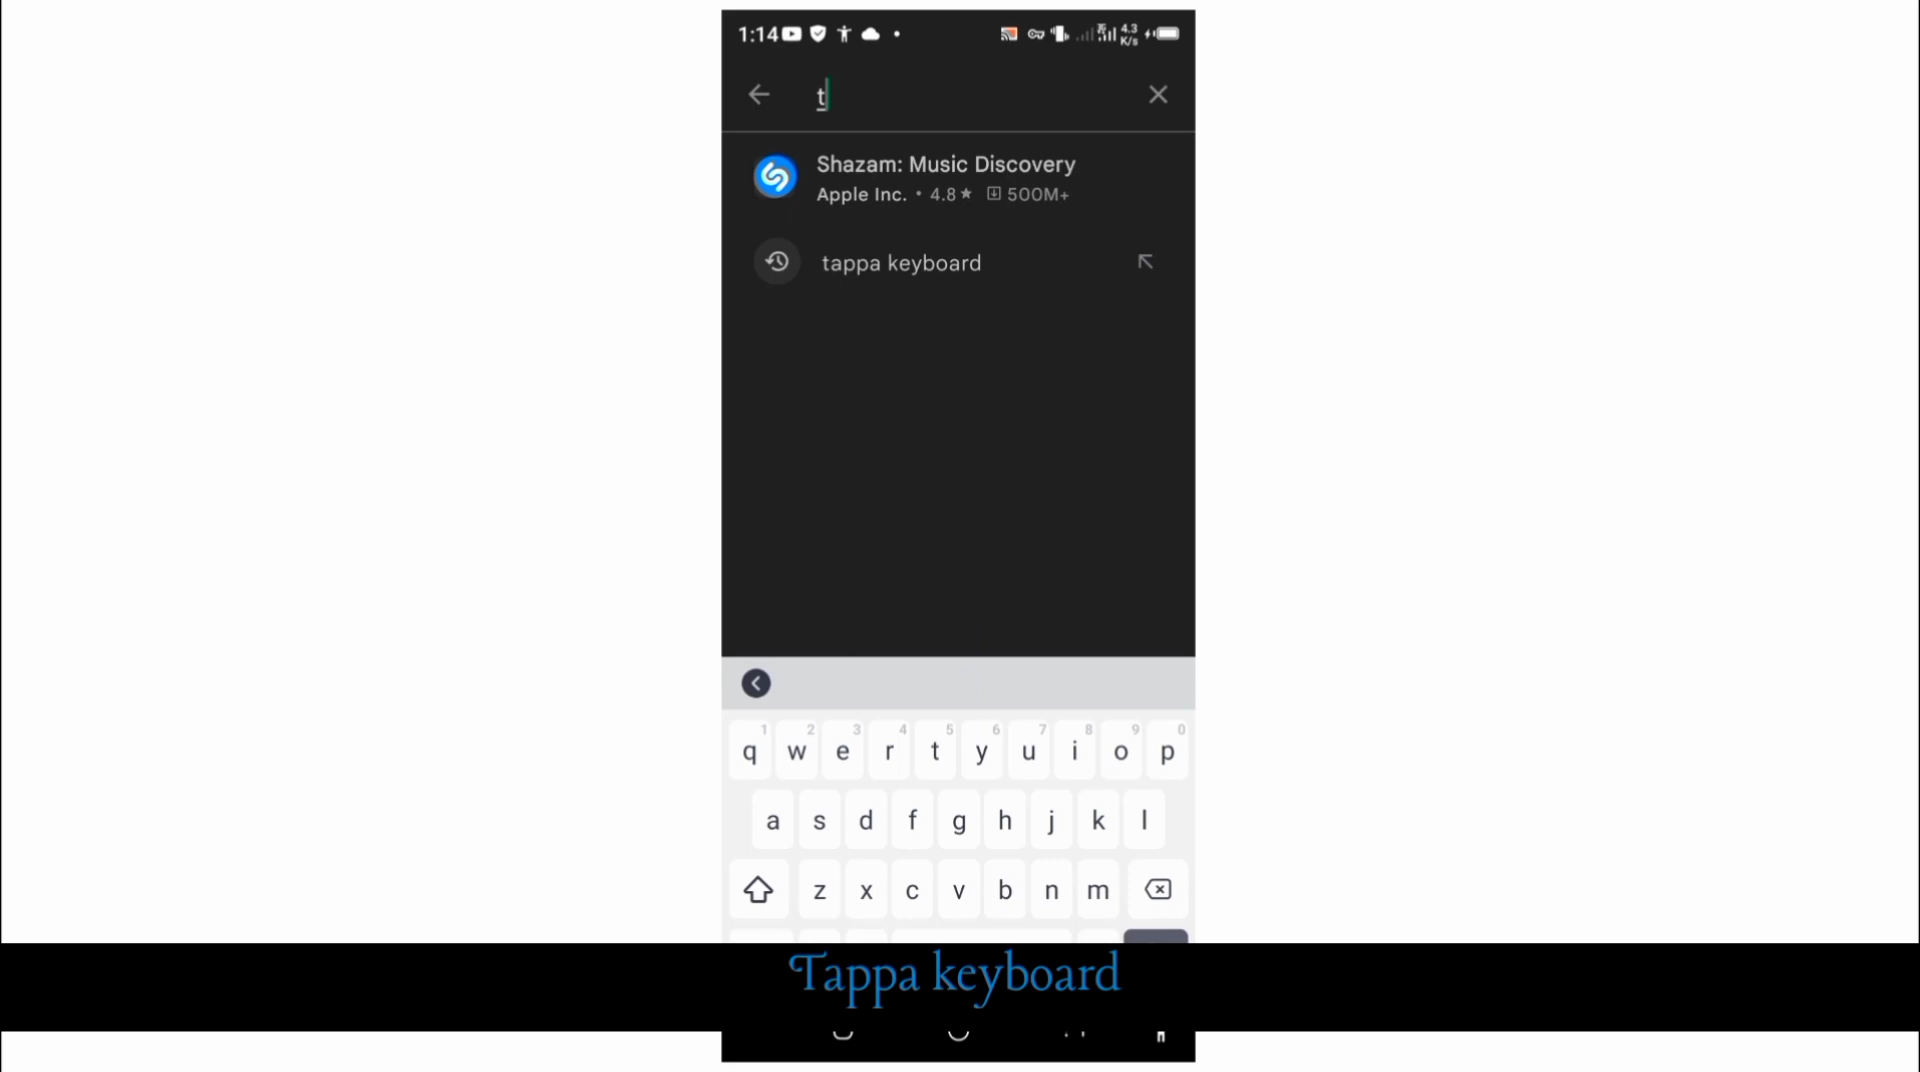 1:14 4.3 K/s
t
Shazam: Music Discovery
Apple Inc. • 4.8★ 500M+
tappa keyboard
1 2 3 4 5 6 7 8 9 0
q w e r t y u i o p
a s d f g h j k l
z x c v b n m
Tappa keyboard